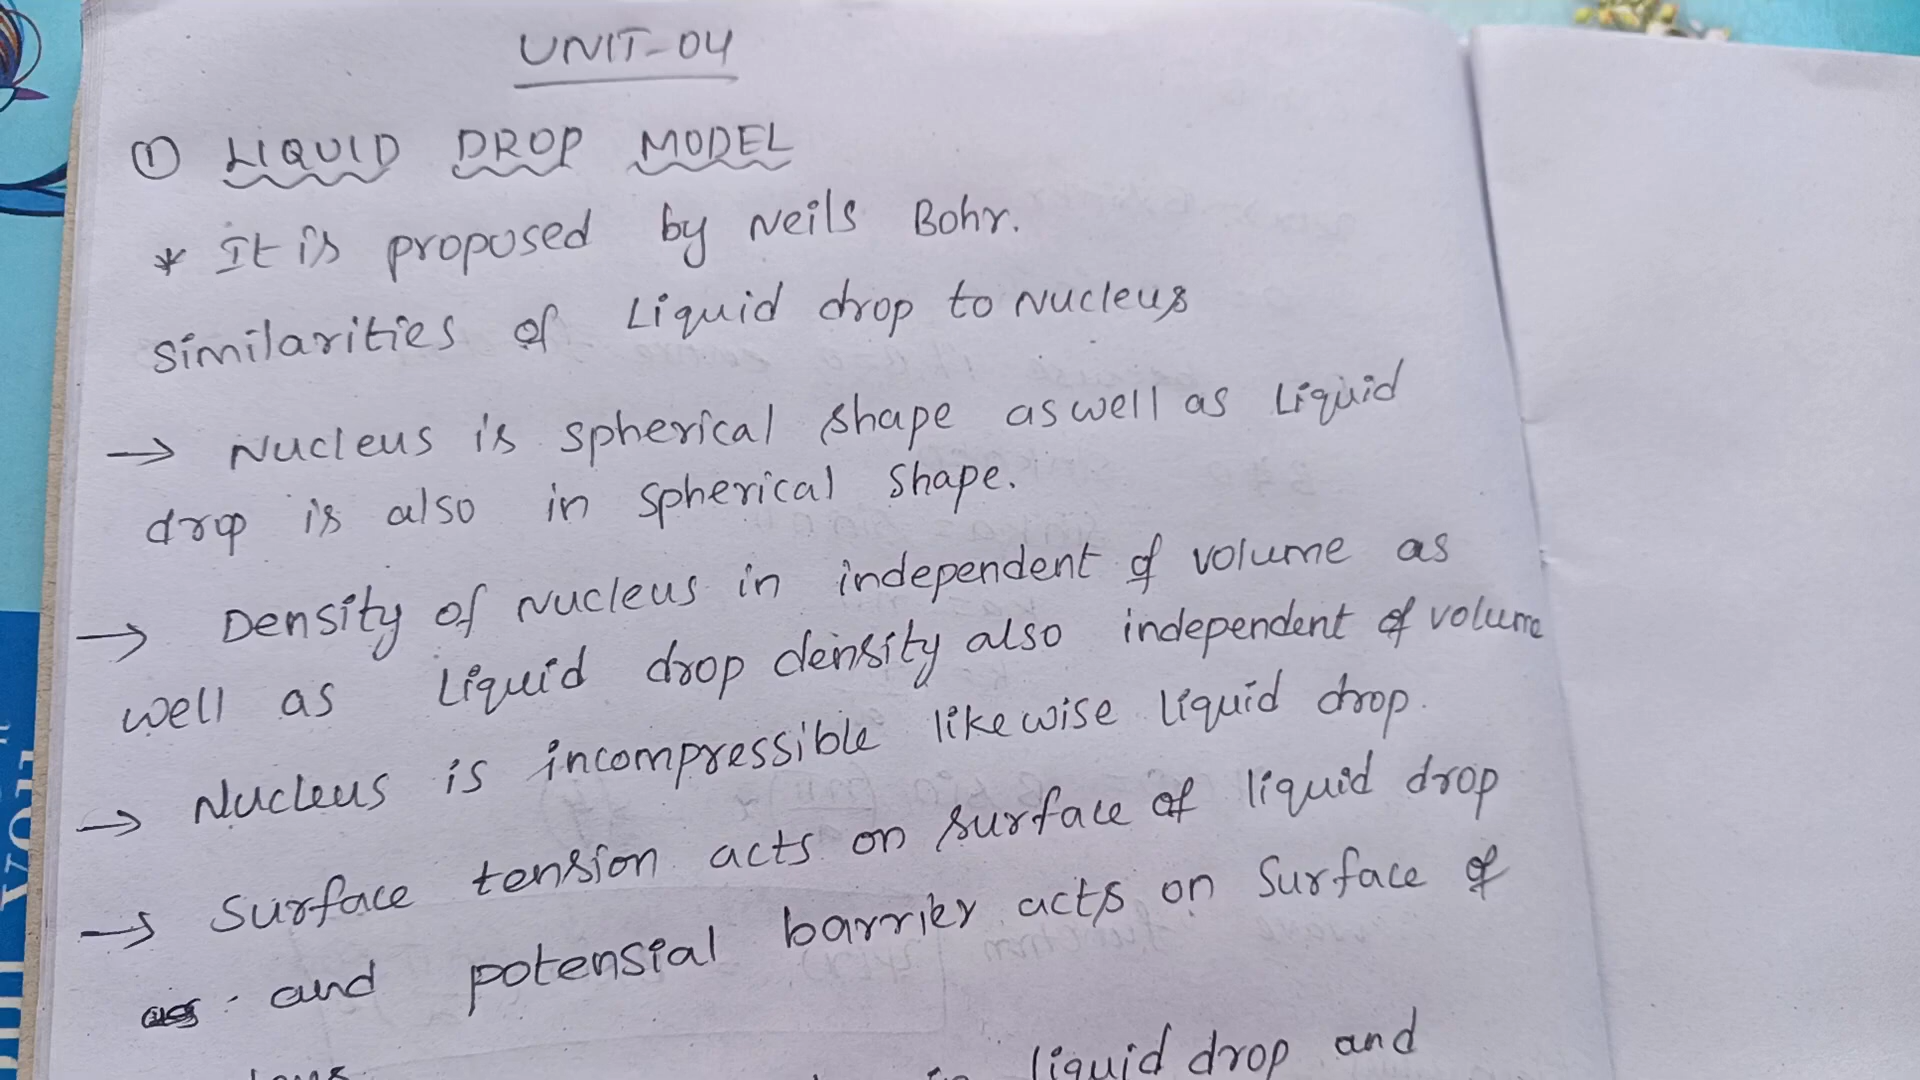 UNIT-04
① LIQUID DROP MODEL
* It is proposed by Neils Bohr.
Similarities of Liquid drop to Nucleus
→ Nucleus is spherical shape as well as Liquid
drop is also in spherical shape.
→ Density of Nucleus in independent of volume as
well as Liquid drop density also independent of volume
→ Nucleus is incompressible likewise liquid drop.
→ Surface tension acts on surface of liquid drop
and potensial barrier acts on surface of
liquid drop and